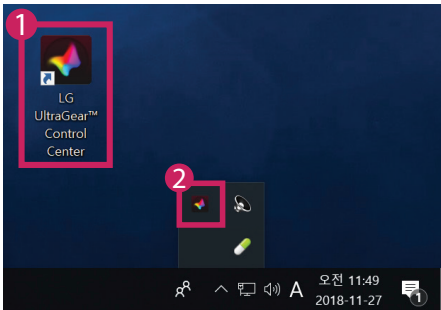 1
LG
UltraGear™
Control
Center
2
A
오전 11:49
2018-11-27
1